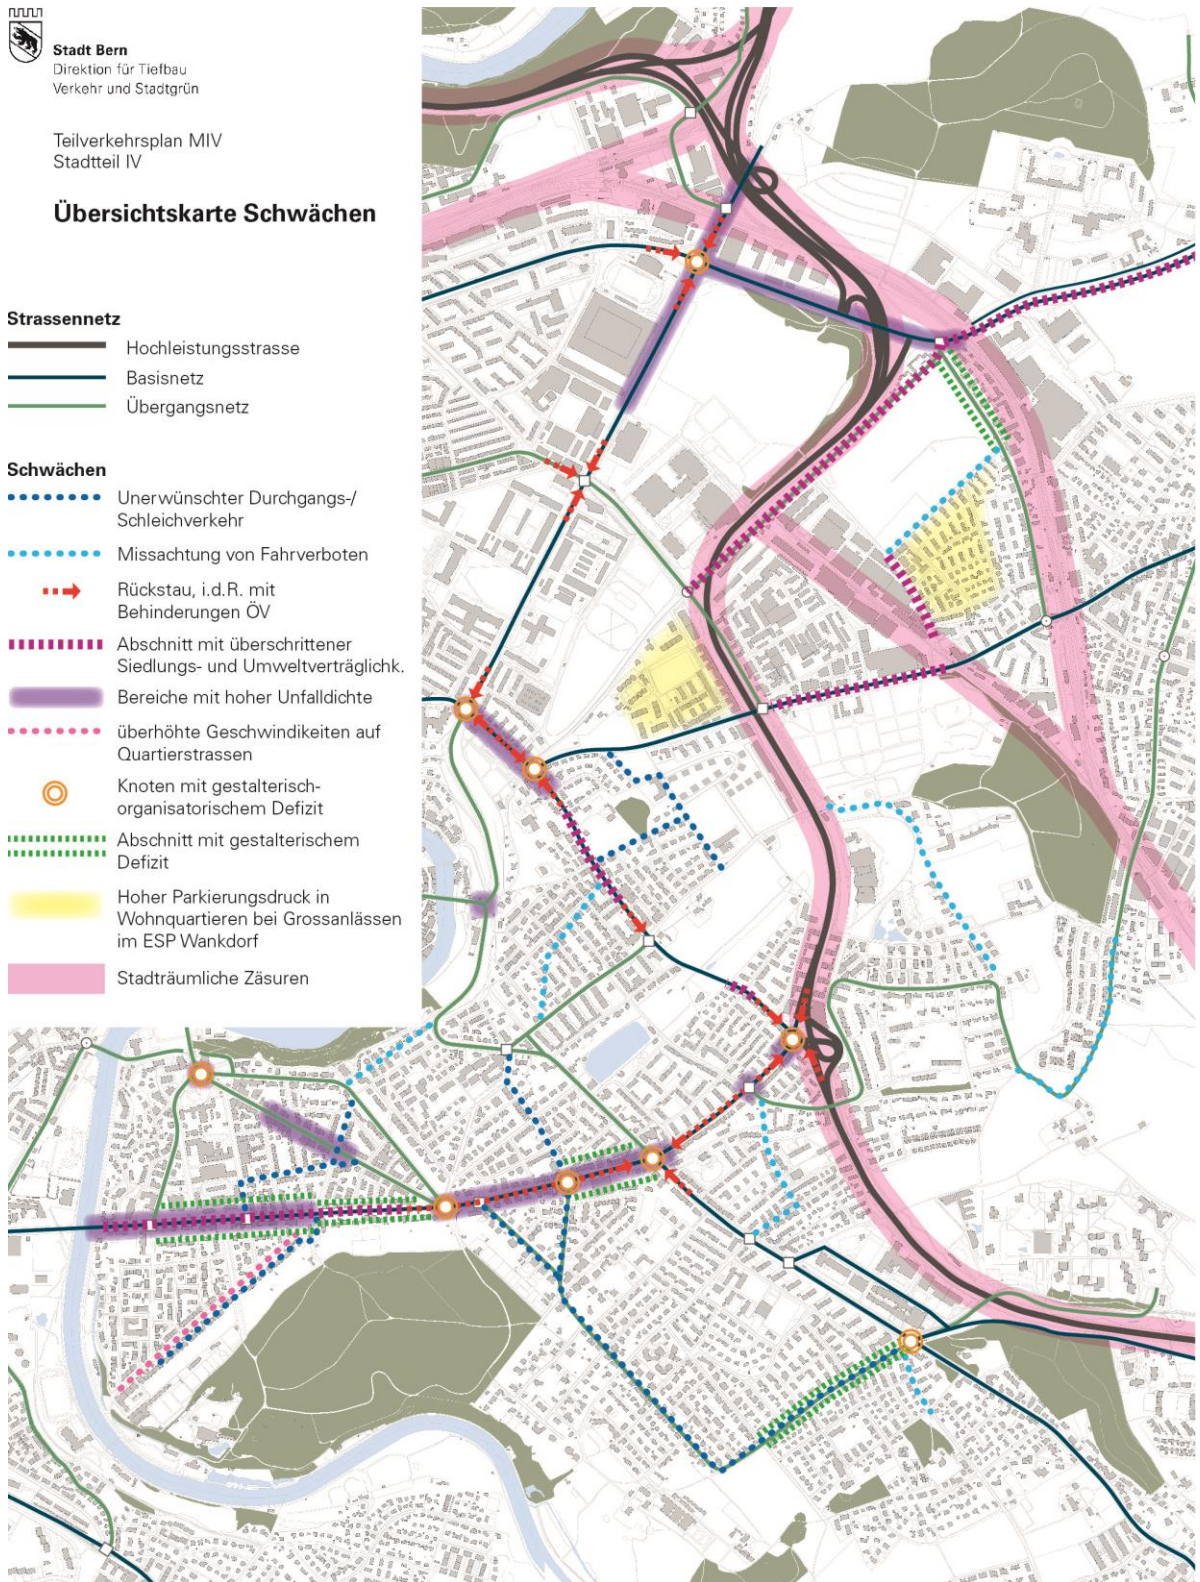 Stadt Bern
Direktion für Tiefbau
Verkehr und Stadtgrün
Teilverkehrsplan MIV
Stadtteil IV
Übersichtskarte Schwächen
Strassennetz
Hochleistungsstrasse
Basisnetz
Übergangsnetz
Schwächen
Unerwünschter Durchgangs-/
Schleichverkehr
Missachtung von Fahrverboten
Rückstau, i.d.R. mit
Behinderungen ÖV
Abschnitt mit überschrittener
Siedlungs- und Umweltverträglichk.
Bereiche mit hoher Unfalldichte
überhöhte Geschwindikeiten auf
Quartierstrassen
Knoten mit gestalterisch-
organisatorischem Defizit
Abschnitt mit gestalterischem
Defizit
Hoher Parkierungsdruck in
Wohnquartieren bei Grossanlässen
im ESP Wankdorf
Stadträumliche Zäsuren